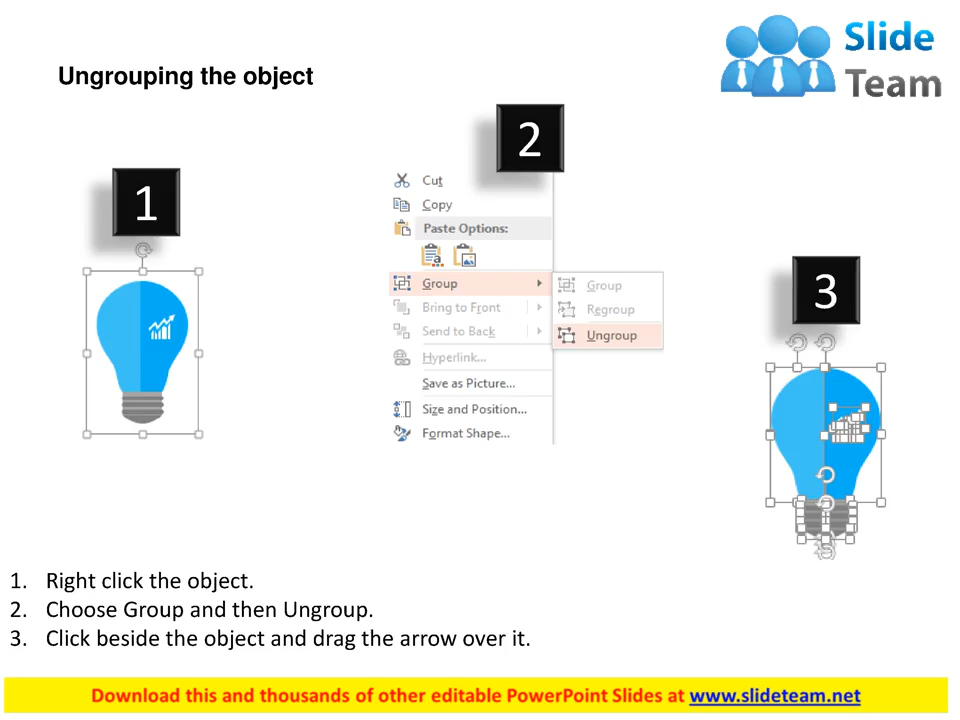 Slide
Team
Ungrouping the object
1
2
Cut
Copy
Paste Options:
Group
Bring to Front
Send to Back
Hyperlink...
Save as Picture...
Size and Position...
Format Shape...
Group
Regroup
Ungroup
3
1. Right click the object.
2. Choose Group and then Ungroup.
3. Click beside the object and drag the arrow over it.
Download this and thousands of other editable PowerPoint Slides at www.slideteam.net